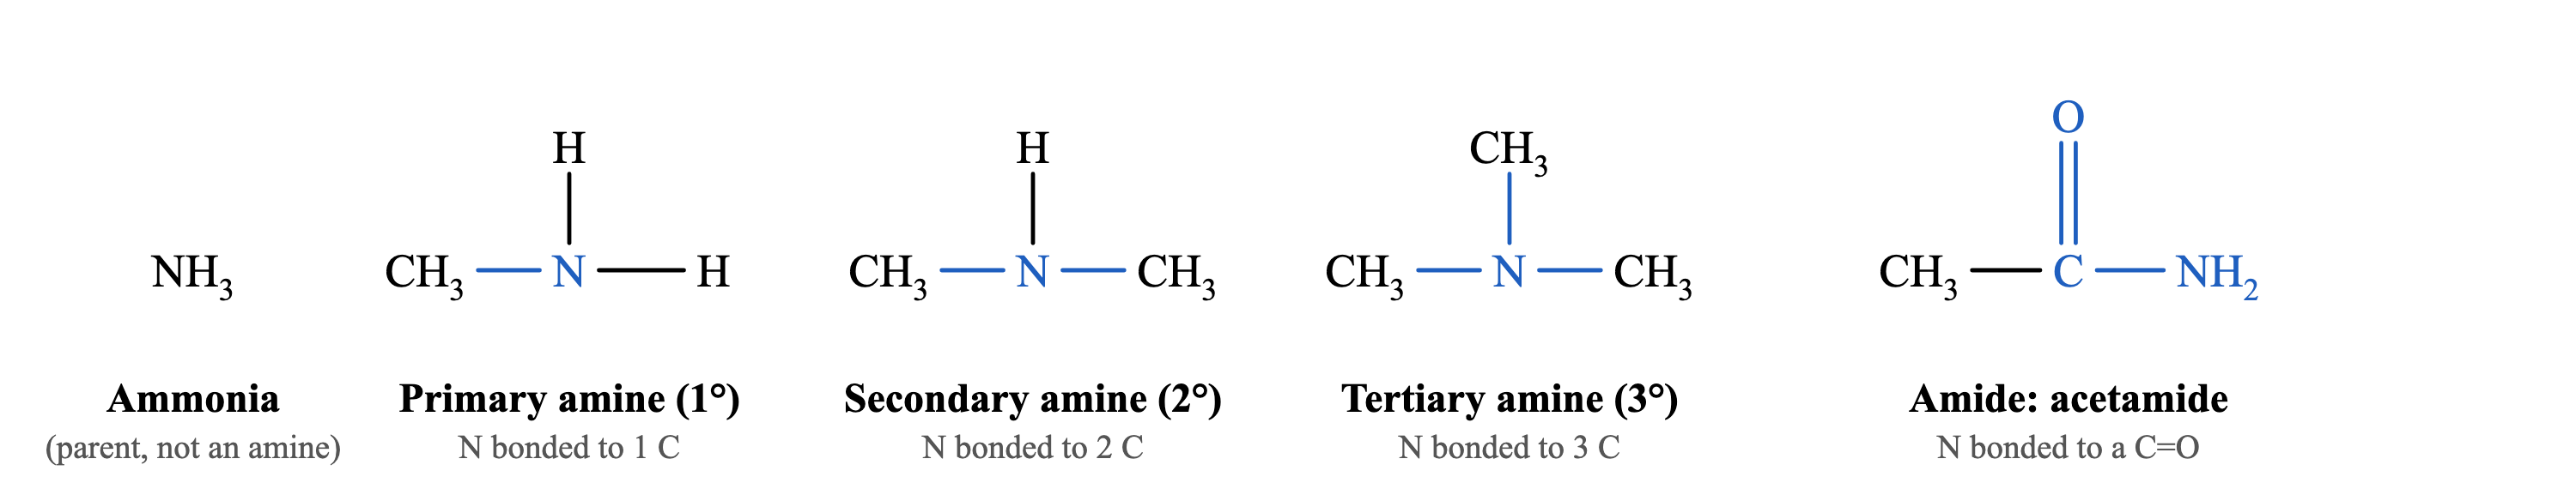 H
H
CH₃
O
NH₃
CH₃ N H
CH₃ N CH₃
CH₃ N CH₃
CH₃ C NH₂
Ammonia
(parent, not an amine)
Primary amine (1°)
N bonded to 1 C
Secondary amine (2°)
N bonded to 2 C
Tertiary amine (3°)
N bonded to 3 C
Amide: acetamide
N bonded to a C=O